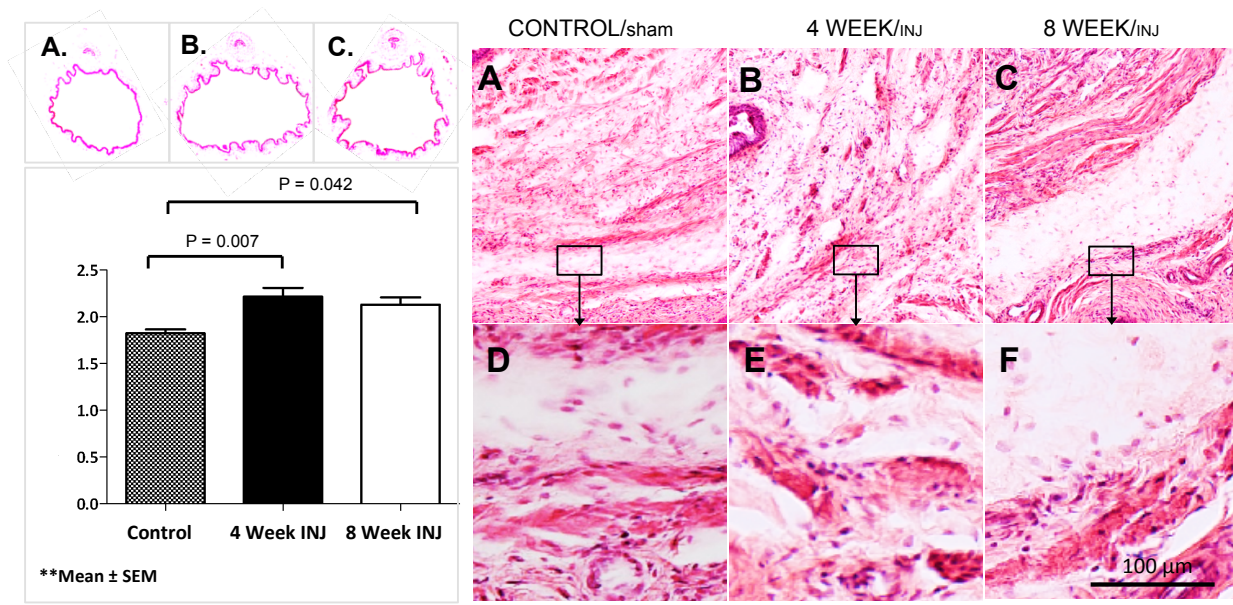 A. B. C.
P = 0.042
P = 0.007
2.5
2.0
1.5
1.0
0.5
0.0
Control 4 Week INJ 8 Week INJ
**Mean ± SEM
CONTROL/sham 4 WEEK/INJ 8 WEEK/INJ
A B C
D E F
100 µm